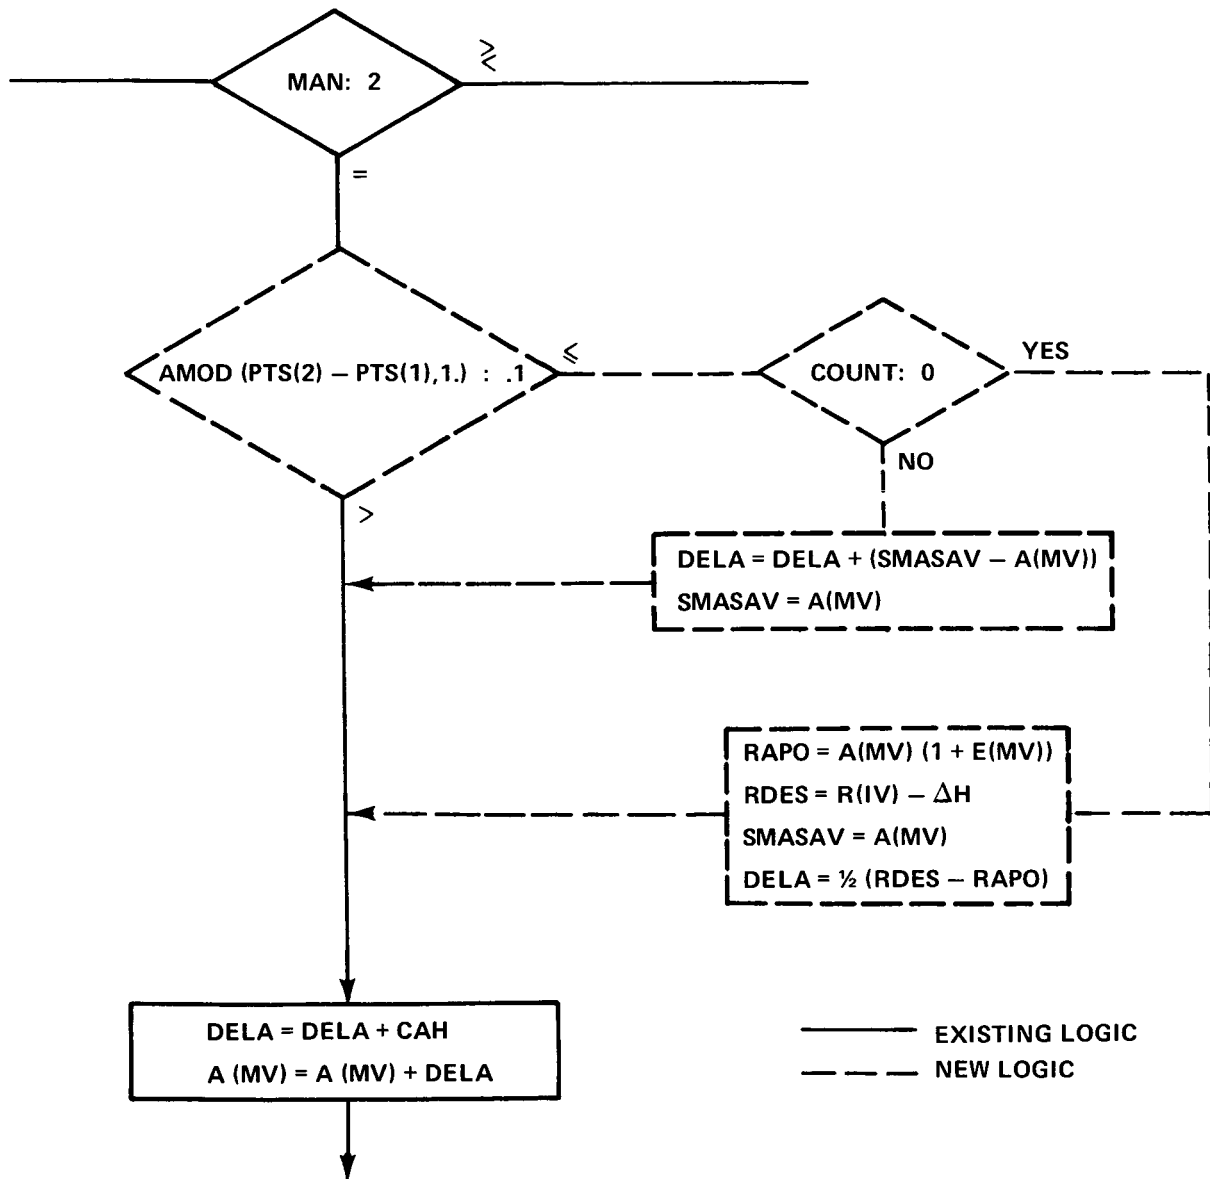 MAN: 2
≷
=
AMOD (PTS(2) – PTS(1),1.) : .1
≤
COUNT: 0
YES
NO
>
DELA = DELA + (SMASAV – A(MV))
SMASAV = A(MV)
RAPO = A(MV) (1 + E(MV))
RDES = R(IV) – ΔH
SMASAV = A(MV)
DELA = ½ (RDES – RAPO)
DELA = DELA + CAH
A (MV) = A (MV) + DELA
EXISTING LOGIC
NEW LOGIC